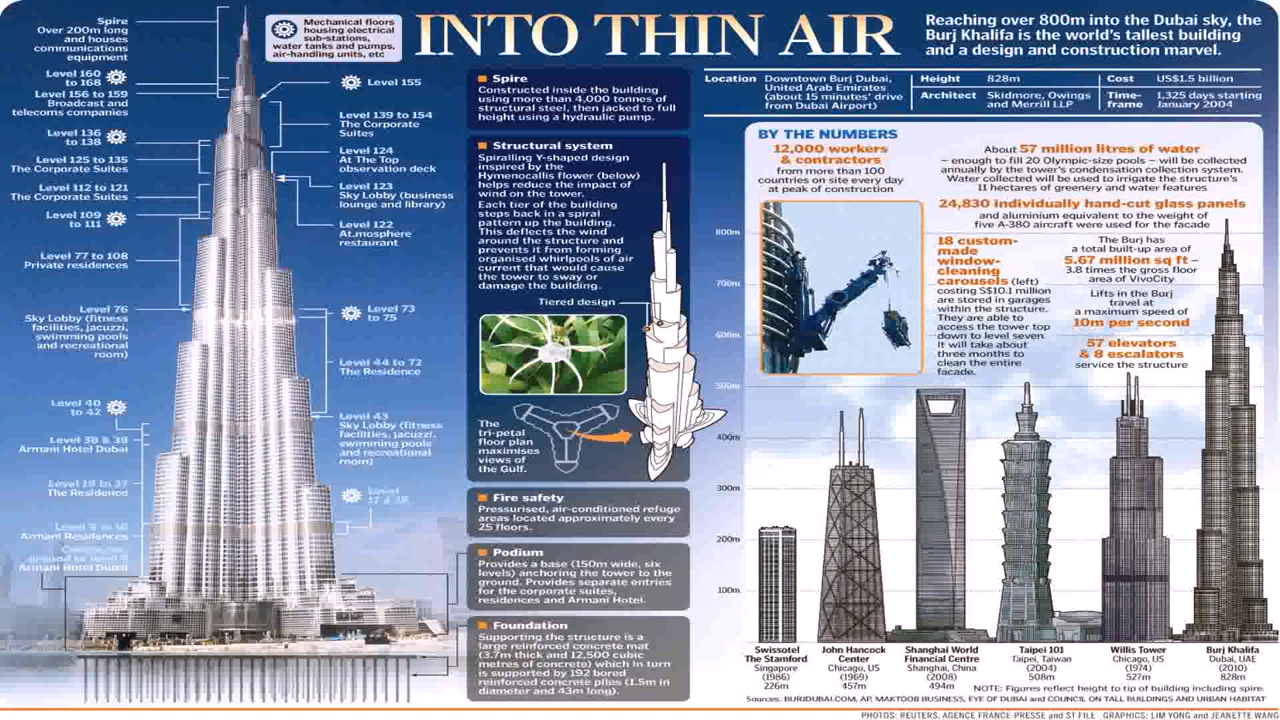 INTO THIN AIR
Reaching over 800m into the Dubai sky, the
Burj Khalifa is the world's tallest building
and a design and construction marvel.
Spire
Over 200m long
and houses
communications
equipment
Level 160
to 168
Level 156 to 159
Broadcast and
telecoms companies
Level 136
to 138
Level 125 to 135
The Corporate Suites
Level 112 to 121
The Corporate Suites
Level 109
to 111
Level 77 to 108
Private residences
Level 76
Sky Lobby (fitness
facilities, jacuzzi,
swimming pools
and recreational
room)
Level 40
to 42
Level 38 & 39
Armani Hotel Dubai
Level 19 to 37
The Residence
Armani Residences
Armani Hotel Dubai
Mechanical floors
housing electrical
sub-stations,
water tanks and pumps,
air-handling units, etc
Level 155
Level 139 to 154
The Corporate
Suites
Level 124
At The Top
observation deck
Level 123
Sky Lobby (business
lounge and library)
Level 122
At.mosphere
restaurant
Level 73
to 75
Level 44 to 72
The Residence
Level 43
Sky Lobby (fitness
facilities, jacuzzi,
swimming pools
and recreational
room)
Level
Spire
Constructed inside the building
using more than 4,000 tonnes of
structural steel, then jacked to full
height using a hydraulic pump.
Structural system
Spiralling Y-shaped design
inspired by the
Hymenocallis flower (below)
helps reduce the impact of
wind on the tower.
Each tier of the building
steps back in a spiral
pattern up the building.
This deflects the wind
around the structure and
prevents it from forming
organised whirlpools of air
current that would cause
the tower to sway or
damage the building.
Tiered design
The
tri-petal
floor plan
maximises
views of
the Gulf.
Fire safety
Pressurised, air-conditioned refuge
areas located approximately every
25 floors.
Podium
Provides a base (150m wide, six
levels) anchoring the tower to the
ground. Provides separate entries
for the corporate suites,
residences and Armani Hotel.
Foundation
Supporting the structure is a
large reinforced concrete mat
(3.7m thick and 12,500 cubic
metres of concrete) which in turn
is supported by 192 bored
reinforced concrete piles (1.5m in
diameter and 43m long).
Location Downtown Burj Dubai,
United Arab Emirates
(about 15 minutes' drive
from Dubai Airport)
Height 828m
Architect Skidmore, Owings
and Merrill LLP
Cost US$1.5 billion
Time-
frame 1,325 days starting
January 2004
BY THE NUMBERS
12,000 workers
& contractors
from more than 100
countries on site every day
at peak of construction
About 57 million litres of water
– enough to fill 20 Olympic-size pools – will be collected
annually by the tower's condensation collection system.
Water collected will be used to irrigate the structure's
11 hectares of greenery and water features
24,830 individually hand-cut glass panels
and aluminium equivalent to the weight of
five A-380 aircraft were used for the facade
18 custom-
made
window-
cleaning
carousels (left)
costing S$10.1 million
are stored in garages
within the structure.
They are able to
access the tower top
down to level seven.
It will take about
three months to
clean the entire
facade.
The Burj has
a total built-up area of
5.67 million sq ft –
3.8 times the gross floor
area of VivoCity
Lifts in the Burj
travel at
a maximum speed of
10m per second
57 elevators
& 8 escalators
service the structure
800m
700m
600m
500m
400m
300m
200m
100m
Swissotel
The Stamford
Singapore
(1986)
226m
John Hancock
Center
Chicago, US
(1969)
457m
Shanghai World
Financial Centre
Shanghai, China
(2008)
494m
Taipei 101
Taipei, Taiwan
(2004)
508m
Willis Tower
Chicago, US
(1974)
527m
Burj Khalifa
Dubai, UAE
(2010)
828m
NOTE: Figures reflect height to tip of building including spire.
Sources: BURJDUBAI.COM, AP, MAKTOOB BUSINESS, EYE OF DUBAI and COUNCIL ON TALL BUILDINGS AND URBAN HABITAT
PHOTOS: REUTERS, AGENCE FRANCE-PRESSE and ST FILE GRAPHICS: LIM YONG and JEANETTE WANG